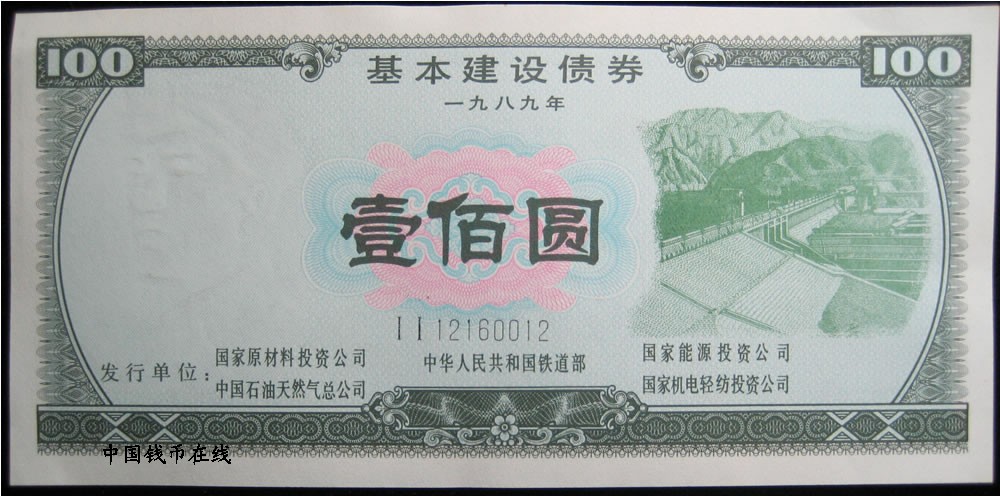 100
100
基本建设债券
一九八九年
壹佰圆
I I 12160012
发行单位：
国家原材料投资公司
中国石油天然气总公司
中华人民共和国铁道部
国家能源投资公司
国家机电轻纺投资公司
中国钱币在线